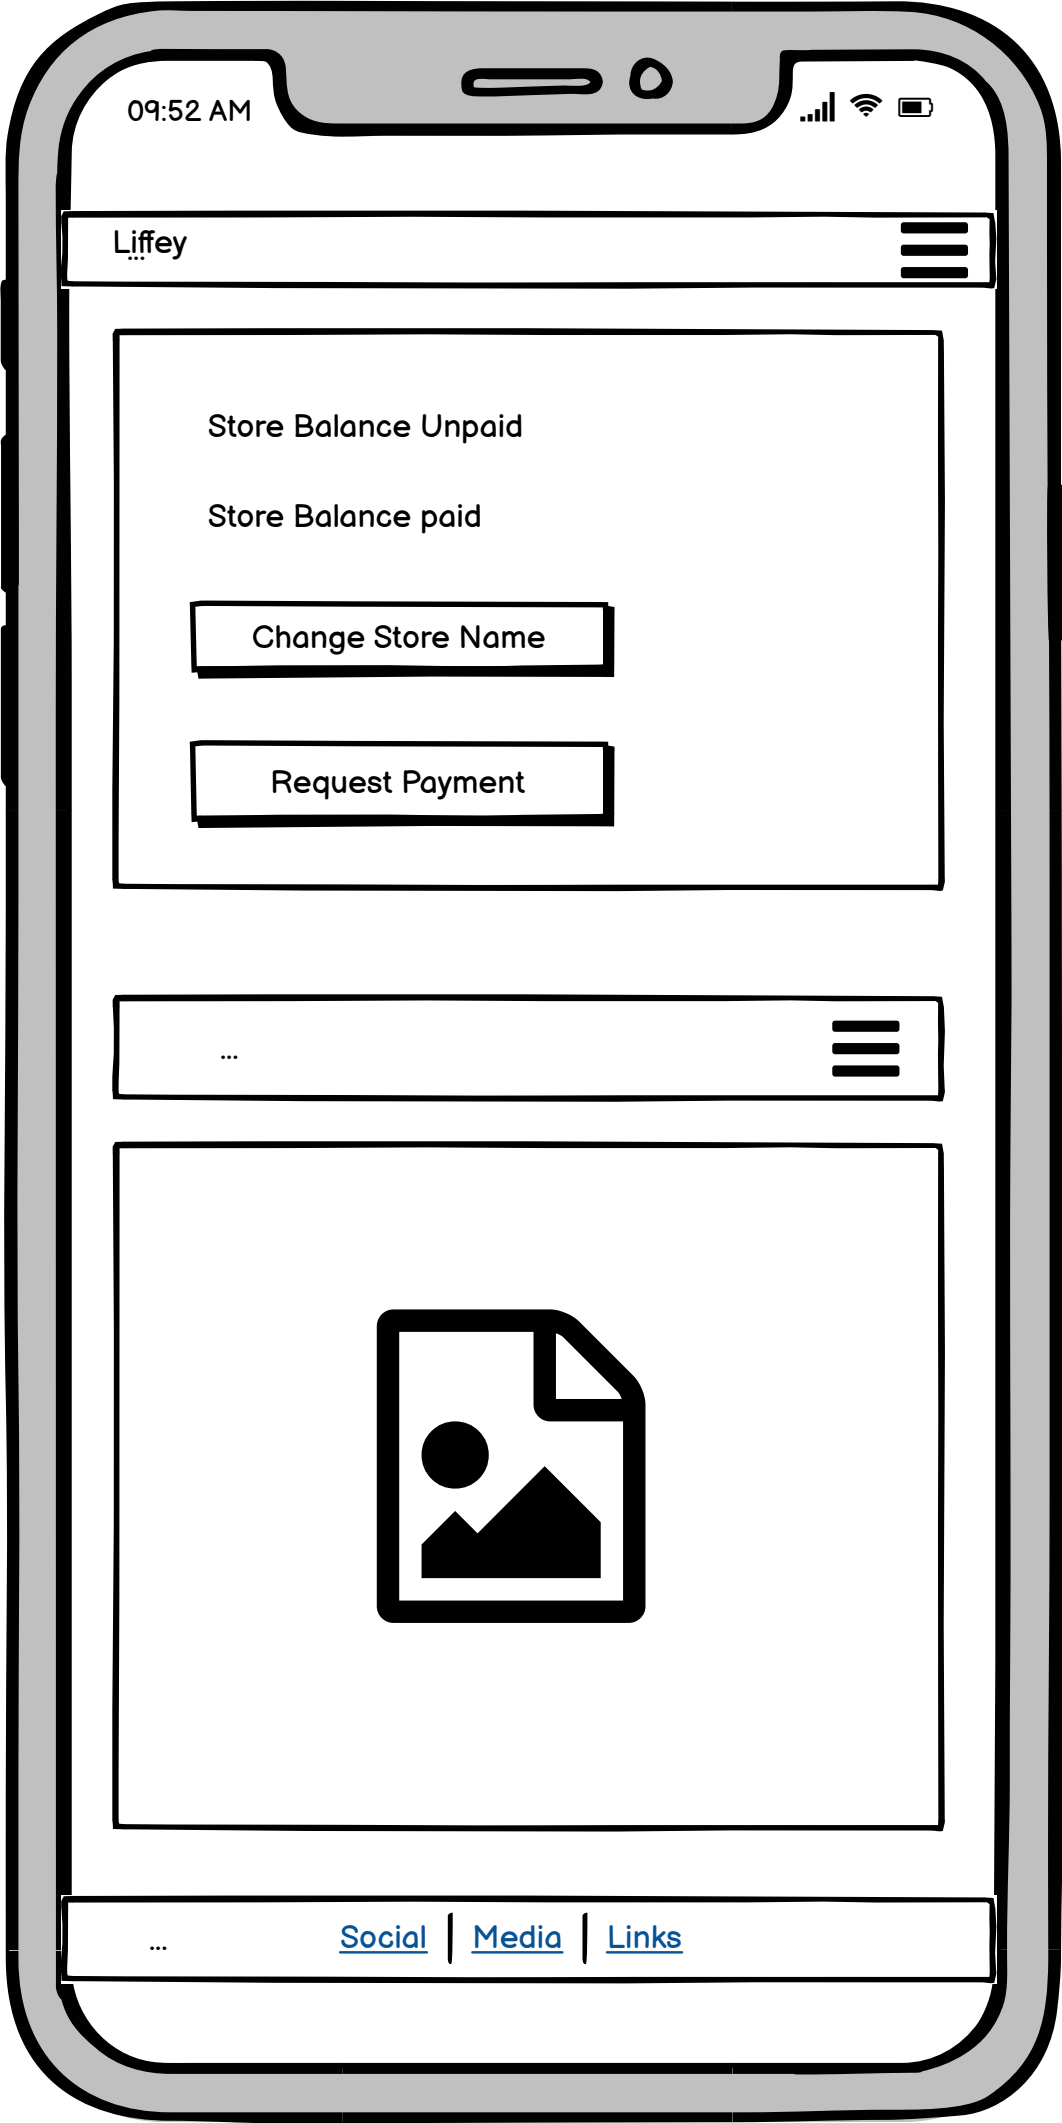 09:52 AM
Liffey
...
Store Balance Unpaid
Store Balance paid
Change Store Name
Request Payment
...
... Social | Media | Links